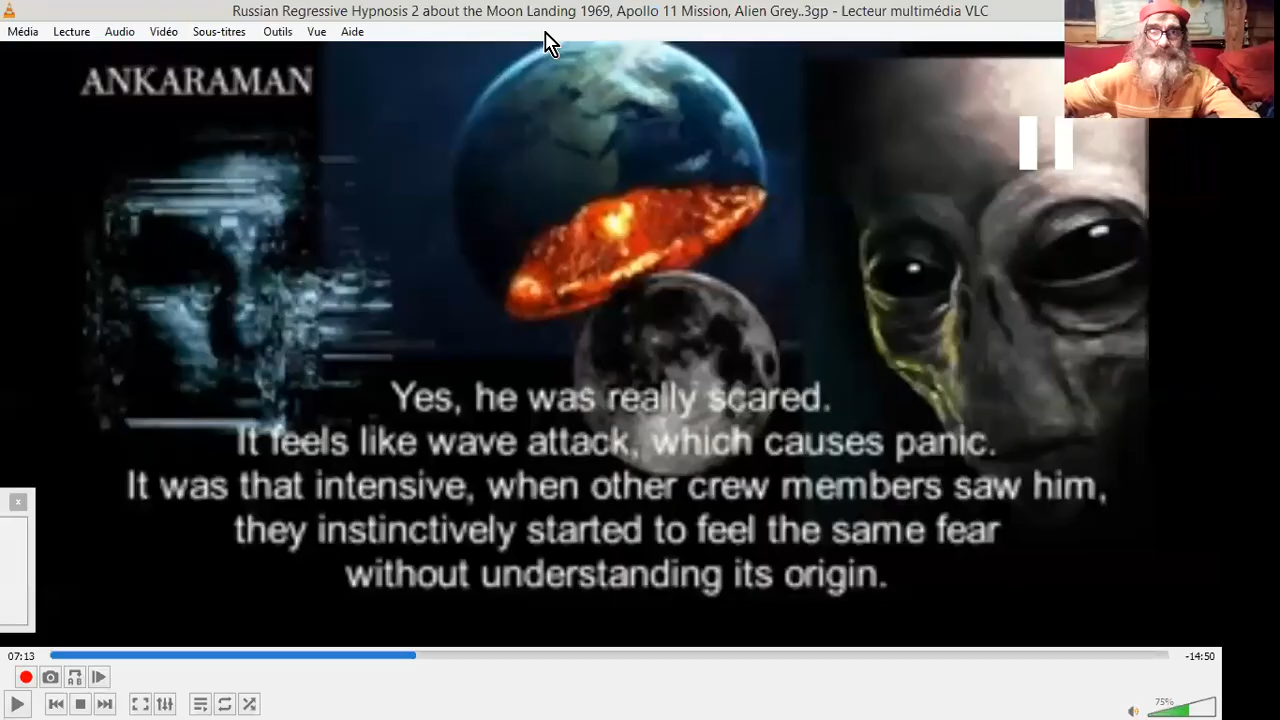 Russian Regressive Hypnosis 2 about the Moon Landing 1969, Apollo 11 Mission, Alien Grey..3gp - Lecteur multimédia VLC
Média Lecture Audio Vidéo Sous-titres Outils Vue Aide
ANKARAMAN
Yes, he was really scared.
It feels like wave attack, which causes panic.
It was that intensive, when other crew members saw him,
they instinctively started to feel the same fear
without understanding its origin.
07:13
-14:50
75%